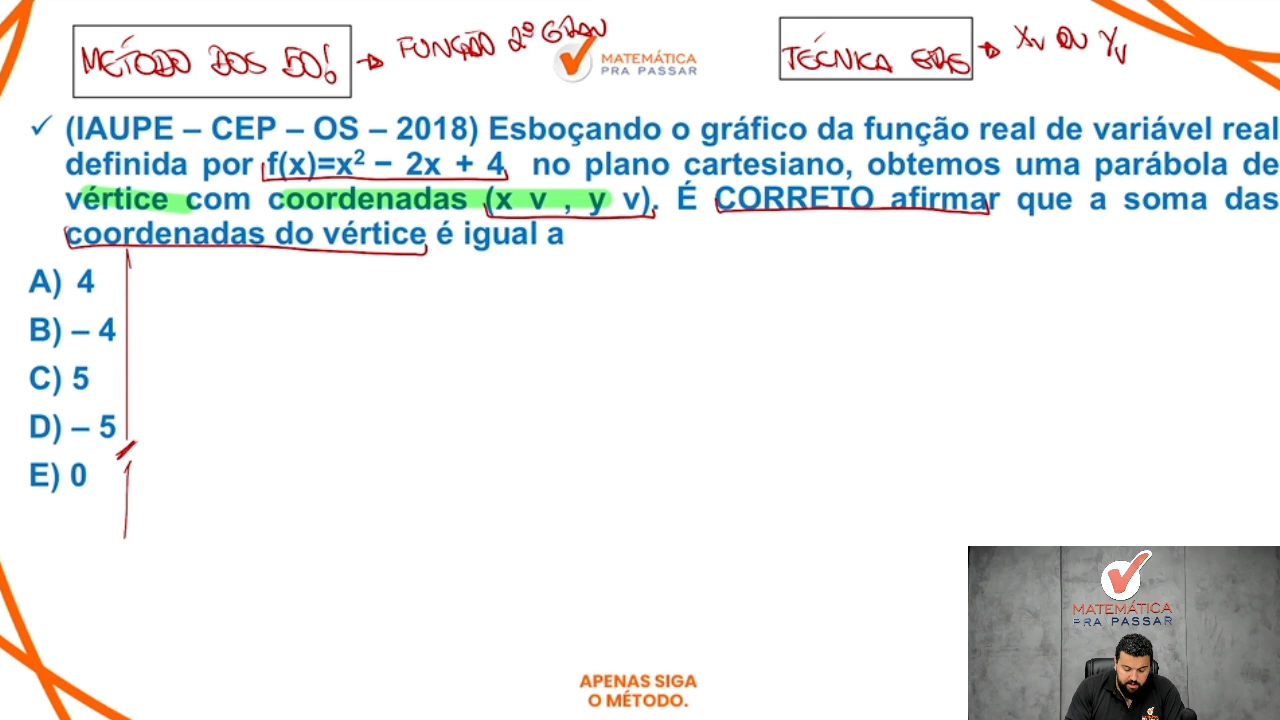 MÉTODO DOS 50! → FUNÇÃO 2º GRAU
MATEMÁTICA
PRA PASSAR
TÉCNICA → Xv OU Yv
✓ (IAUPE – CEP – OS – 2018) Esboçando o gráfico da função real de variável real
definida por f(x)=x² − 2x + 4 no plano cartesiano, obtemos uma parábola de
vértice com coordenadas (x v , y v). É CORRETO afirmar que a soma das
coordenadas do vértice é igual a
A) 4
B) – 4
C) 5
D) – 5
E) 0
MATEMÁTICA
PRA PASSAR
APENAS SIGA
O MÉTODO.